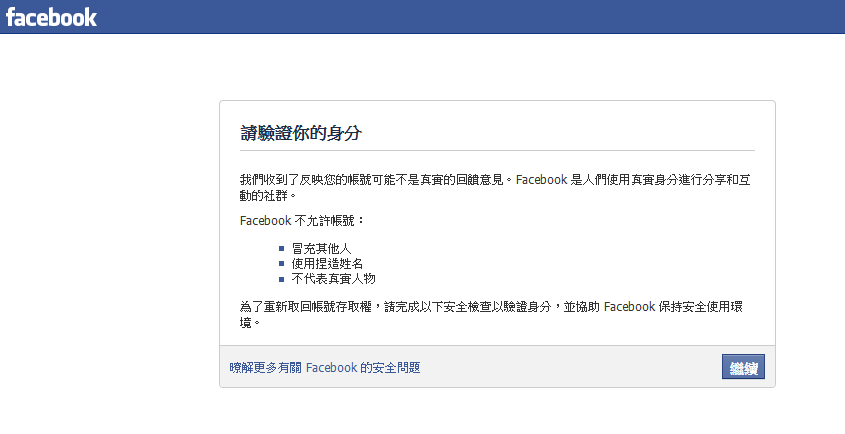 facebook
請驗證你的身分
我們收到了反映您的帳號可能不是真實的回饋意見。Facebook 是人們使用真實身分進行分享和互
動的社群。
Facebook 不允許帳號：
冒充其他人
使用捏造姓名
不代表真實人物
為了重新取回帳號存取權，請完成以下安全檢查以驗證身分，並協助 Facebook 保持安全使用環
境。
瞭解更多有關 Facebook 的安全問題
繼續